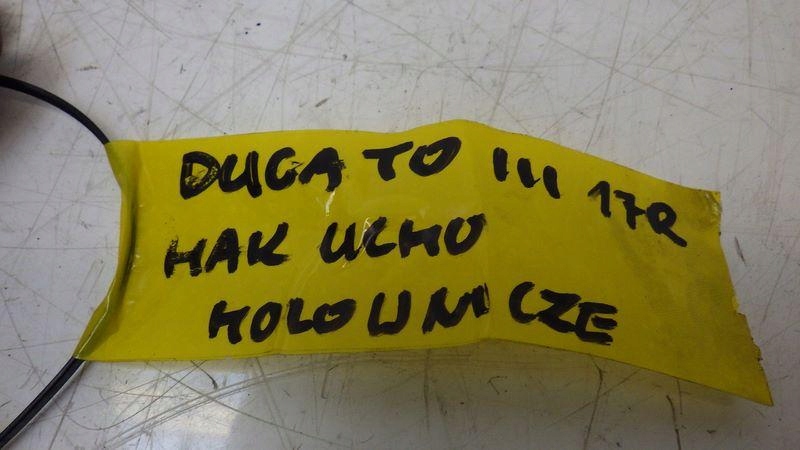 DUCATO III 17R
HAK UCHO
HOLOWNICZE